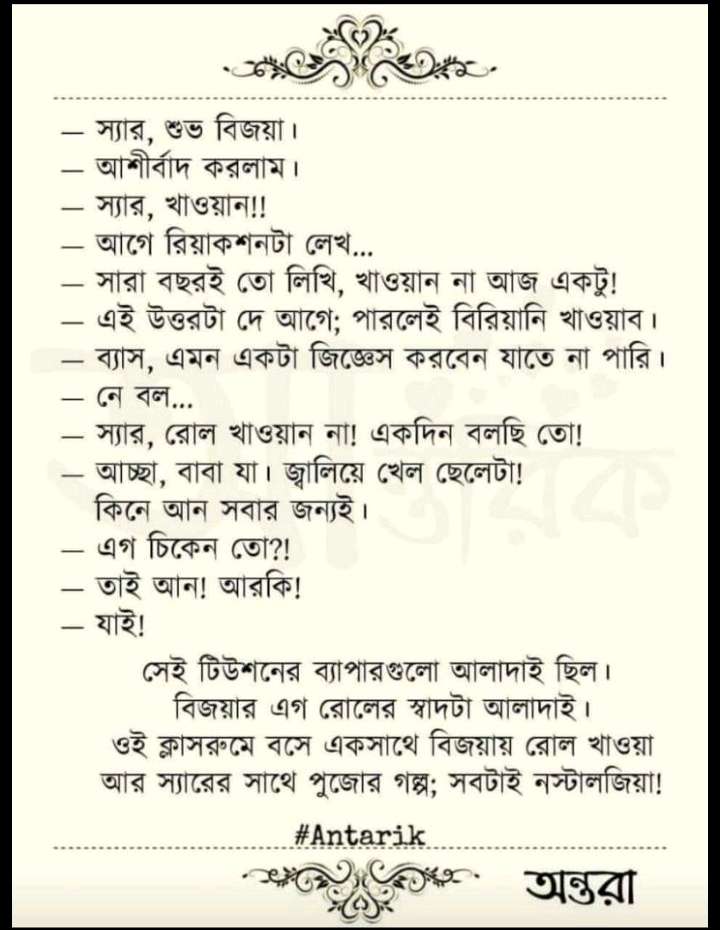 — স্যার, শুভ বিজয়া।
— আশীর্বাদ করলাম।
— স্যার, খাওয়ান!!
— আগে রিয়াকশনটা লেখ...
— সারা বছরই তো লিখি, খাওয়ান না আজ একটু!
— এই উত্তরটা দে আগে; পারলেই বিরিয়ানি খাওয়াব।
— ব্যাস, এমন একটা জিজ্ঞেস করবেন যাতে না পারি।
— নে বল...
— স্যার, রোল খাওয়ান না! একদিন বলছি তো!
— আচ্ছা, বাবা যা। জ্বালিয়ে খেল ছেলেটা!
কিনে আন সবার জন্যই।
— এগ চিকেন তো?!
— তাই আন! আরকি!
— যাই!
সেই টিউশনের ব্যাপারগুলো আলাদাই ছিল।
বিজয়ার এগ রোলের স্বাদটা আলাদাই।
ওই ক্লাসরুমে বসে একসাথে বিজয়ায় রোল খাওয়া
আর স্যারের সাথে পুজোর গল্প; সবটাই নস্টালজিয়া!
#Antarik
অন্তরা